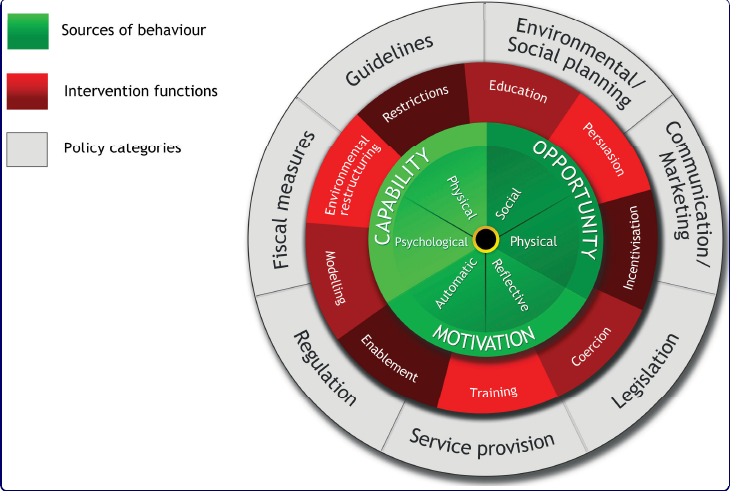 Sources of behaviour
Intervention functions
Policy categories
Guidelines
Environmental/
Social planning
Communication/
Marketing
Legislation
Service provision
Regulation
Fiscal measures
Restrictions
Education
Persuasion
Incentivisation
Coercion
Training
Enablement
Modelling
Environmental
restructuring
CAPABILITY
OPPORTUNITY
MOTIVATION
Physical
Social
Psychological
Physical
Automatic
Reflective